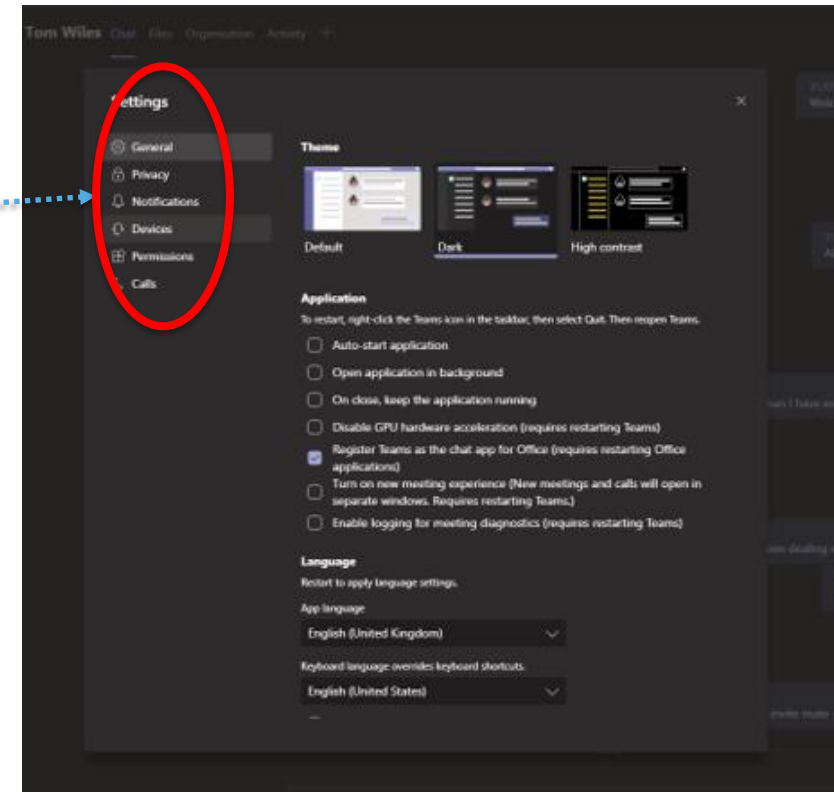 Tom Wiles Chat Files Organisation Activity +
Settings
General
Privacy
Notifications
Devices
Permissions
Calls
Theme
Default
Dark
High contrast
Application
To restart, right-click the Teams icon in the taskbar, then select Quit. Then reopen Teams.
Auto-start application
Open application in background
On close, keep the application running
Disable GPU hardware acceleration (requires restarting Teams)
Register Teams as the chat app for Office (requires restarting Office
applications)
Turn on new meeting experience (New meetings and calls will open in
separate windows. Requires restarting Teams.)
Enable logging for meeting diagnostics (requires restarting Teams)
Language
Restart to apply language settings.
App language
English (United Kingdom)
Keyboard language overrides keyboard shortcuts.
English (United States)